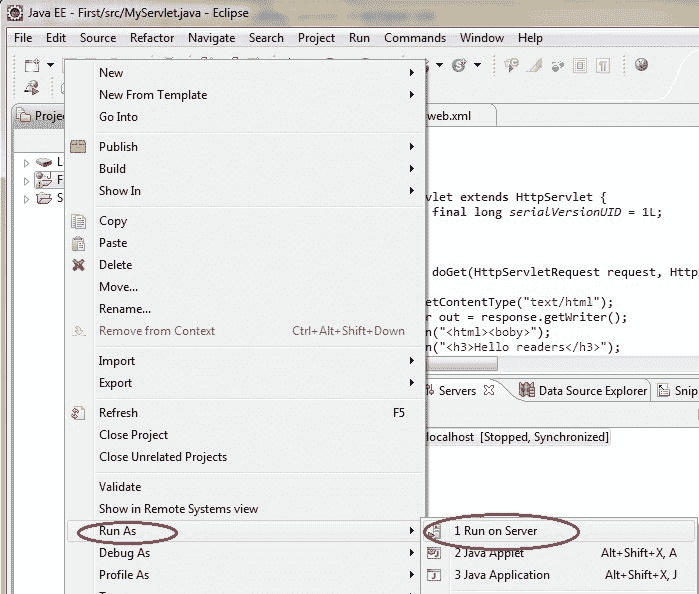 Java EE - First/src/MyServlet.java - Eclipse
File Edit Source Refactor Navigate Search Project Run Commands Window Help
Proje web.xml
New
New From Template
Go Into
Publish
Build
Show In
vlet extends HttpServlet {
final long serialVersionUID = 1L;
Copy
Paste
Delete
Move...
Rename...
Remove from Context Ctrl+Alt+Shift+Down
doGet(HttpServletRequest request, Http
etContentType("text/html");
r out = response.getWriter();
n("<html><boby>");
n("<h3>Hello readers</h3>");
Import
Export
Servers Data Source Explorer Snip
Refresh F5
Close Project
Close Unrelated Projects
localhost [Stopped, Synchronized]
Validate
Show in Remote Systems view
Run As
Debug As
Profile As
1 Run on Server
2 Java Applet Alt+Shift+X, A
3 Java Application Alt+Shift+X, J